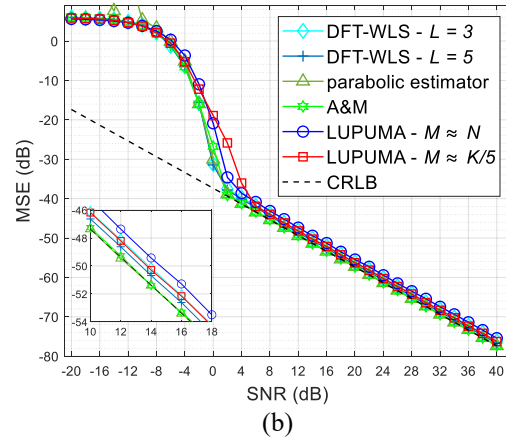 DFT-WLS - L = 3
DFT-WLS - L = 5
parabolic estimator
A&M
LUPUMA - M ≈ N
LUPUMA - M ≈ K/5
CRLB
MSE (dB)
0
-10
-20
-30
-40
-50
-60
-70
-80
-46
-48
-50
-52
-54
10 12 14 16 18
-20 -16 -12 -8 -4 0 4 8 12 16 20 24 28 32 36 40
SNR (dB)
(b)